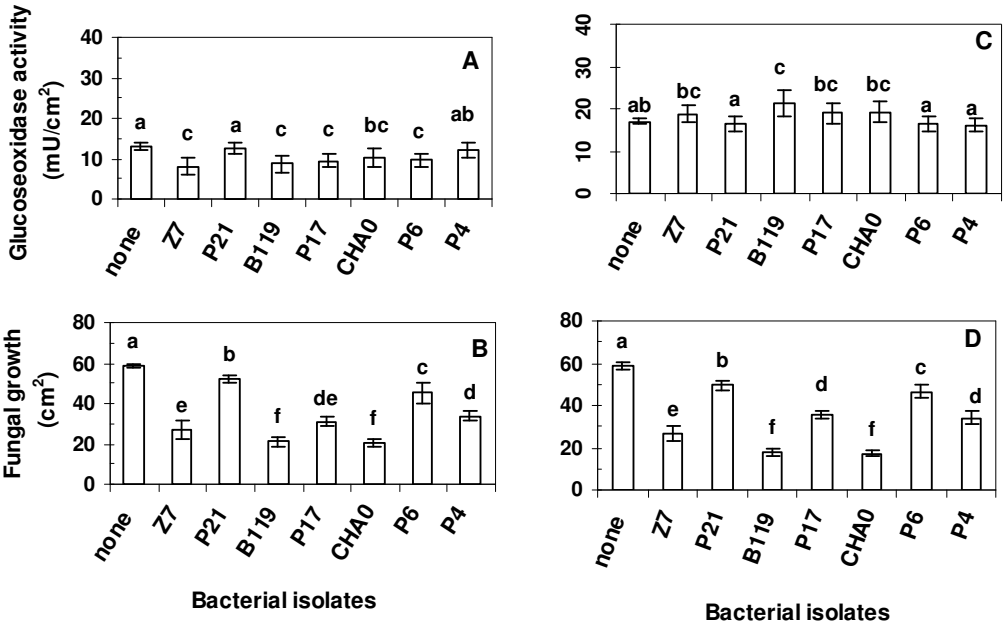 Glucoseoxidase activity
(mU/cm²)
40
30
20
10
0
A
a
c
a
c
c
bc
c
ab
none
Z7
P21
B119
P17
CHA0
P6
P4
40
30
20
10
0
C
ab
bc
a
c
bc
bc
a
a
none
Z7
P21
B119
P17
CHA0
P6
P4
Fungal growth
(cm²)
80
60
40
20
0
B
a
e
b
f
de
f
c
d
none
Z7
P21
B119
P17
CHA0
P6
P4
Bacterial isolates
80
60
40
20
0
D
a
e
b
f
d
f
c
d
none
Z7
P21
B119
P17
CHA0
P6
P4
Bacterial isolates